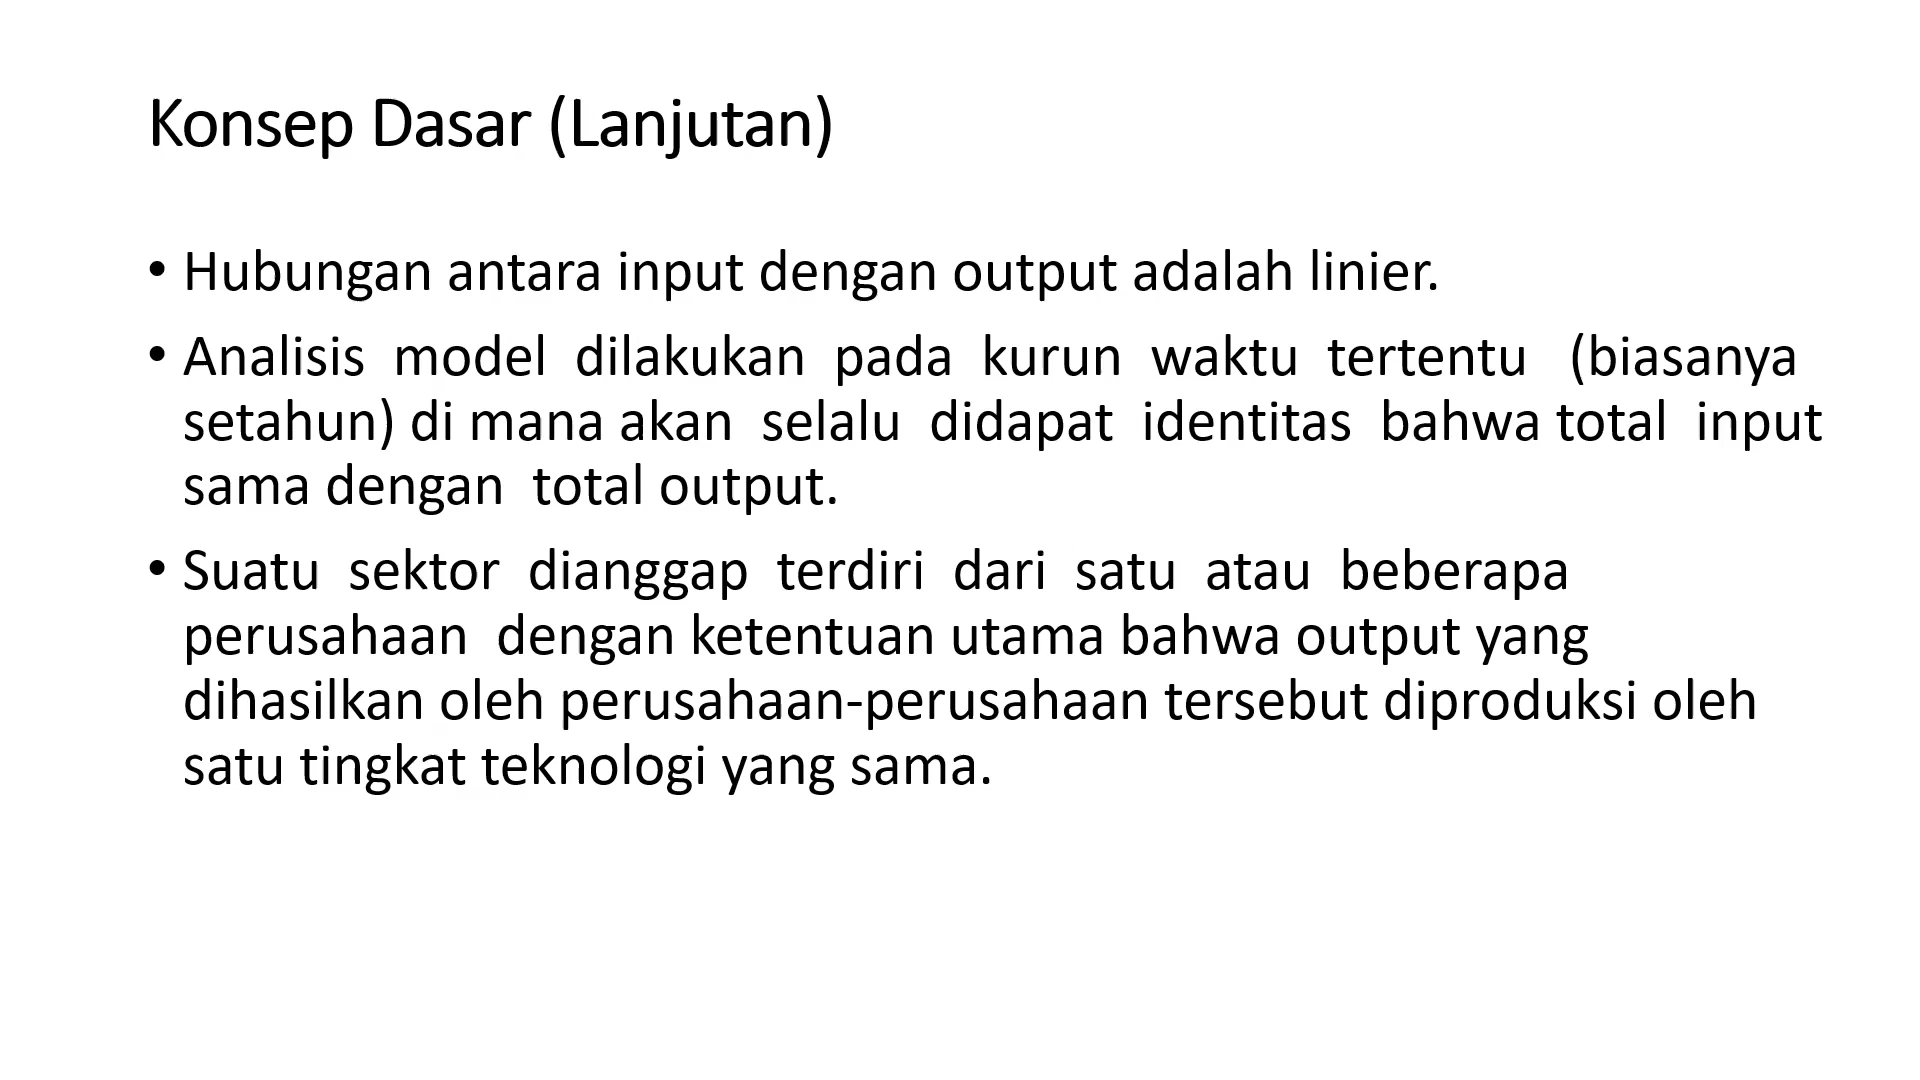 Konsep Dasar (Lanjutan)
• Hubungan antara input dengan output adalah linier.
• Analisis model dilakukan pada kurun waktu tertentu (biasanya
setahun) di mana akan selalu didapat identitas bahwa total input
sama dengan total output.
• Suatu sektor dianggap terdiri dari satu atau beberapa
perusahaan dengan ketentuan utama bahwa output yang
dihasilkan oleh perusahaan-perusahaan tersebut diproduksi oleh
satu tingkat teknologi yang sama.